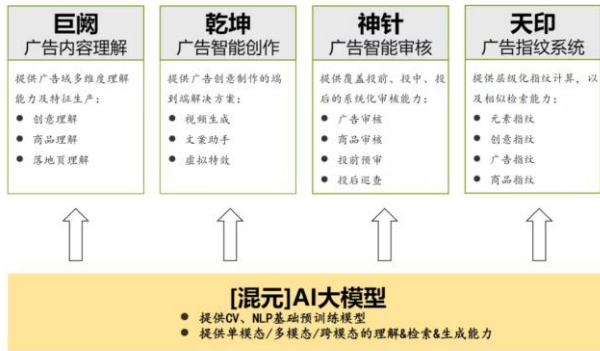 巨阙
广告内容理解
提供广告域多维度理解
能力及特征生产：
● 创意理解
● 商品理解
● 落地页理解
乾坤
广告智能创作
提供广告创意制作的端
到端解决方案：
● 视频生成
● 文案助手
● 虚拟特效
神针
广告智能审核
提供覆盖投前、投中、投
后的系统化审核能力：
● 广告审核
● 商品审核
● 投前预审
● 投后巡查
天印
广告指纹系统
提供层级化指纹计算，以
及相似检索能力：
● 元素指纹
● 创意指纹
● 广告指纹
● 商品指纹
[混元]AI大模型
● 提供CV、NLP基础预训练模型
● 提供单模态/多模态/跨模态的理解&检索&生成能力